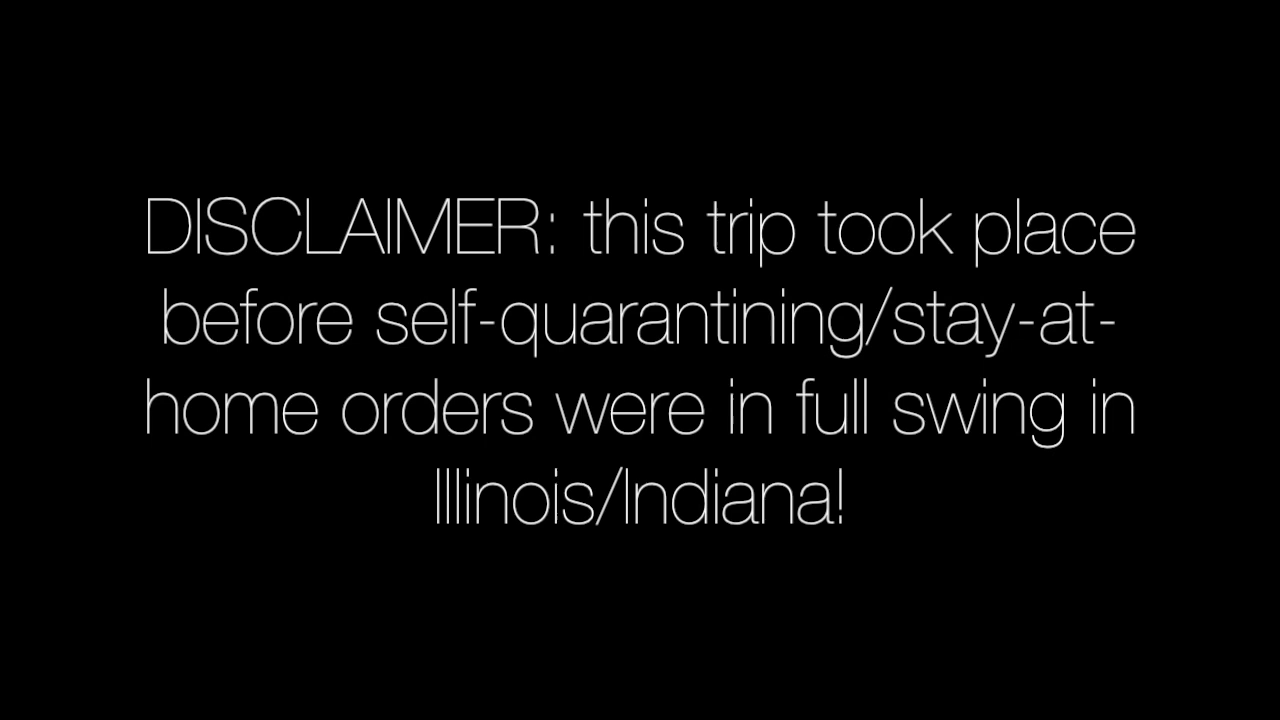 DISCLAIMER: this trip took place
before self-quarantining/stay-at-
home orders were in full swing in
Illinois/Indiana!